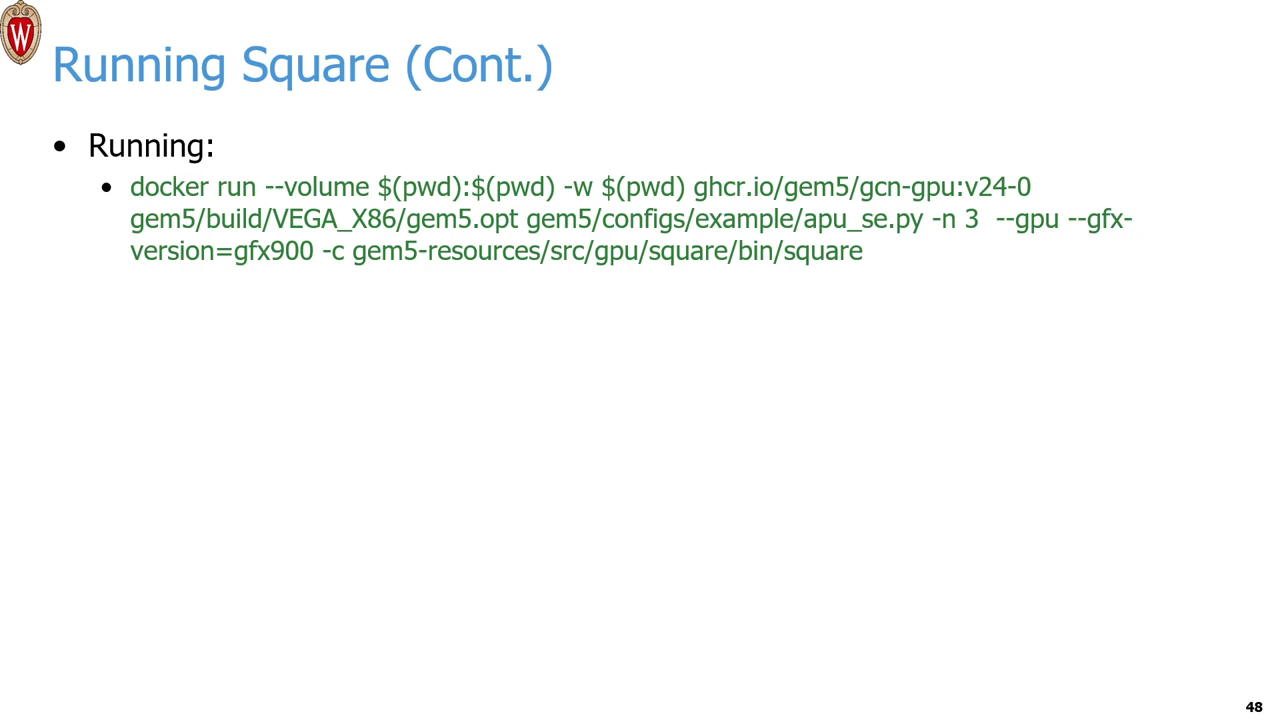 W
Running Square (Cont.)
• Running:
• docker run --volume $(pwd):$(pwd) -w $(pwd) ghcr.io/gem5/gcn-gpu:v24-0
gem5/build/VEGA_X86/gem5.opt gem5/configs/example/apu_se.py -n 3  --gpu --gfx-
version=gfx900 -c gem5-resources/src/gpu/square/bin/square
48